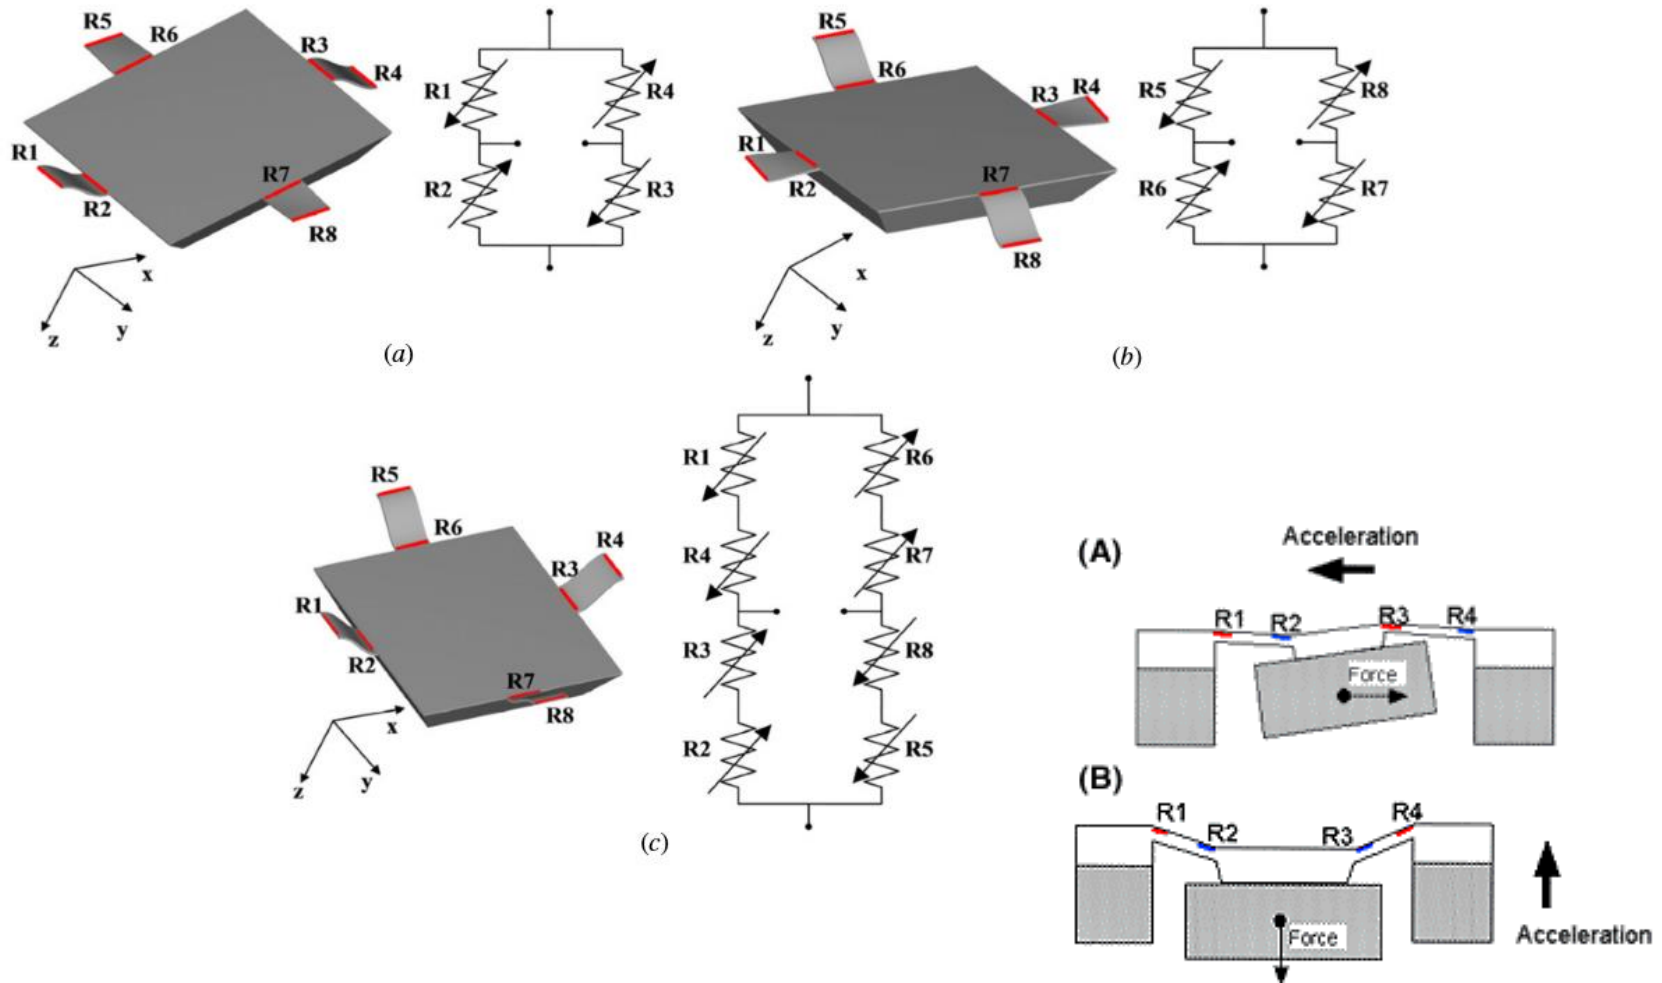 R5
R6
R3
R4
R1
R2
R7
R8
x
y
z
R1
R4
R2
R3
(a)
R5
R6
R3
R4
R1
R2
R7
R8
x
y
z
R5
R8
R6
R7
(b)
R5
R6
R4
R3
R1
R2
R7
R8
x
y
z
R1
R6
R4
R7
R3
R8
R2
R5
(c)
(A)
Acceleration
R1
R2
R3
R4
Force
(B)
R1
R2
R3
R4
Force
Acceleration